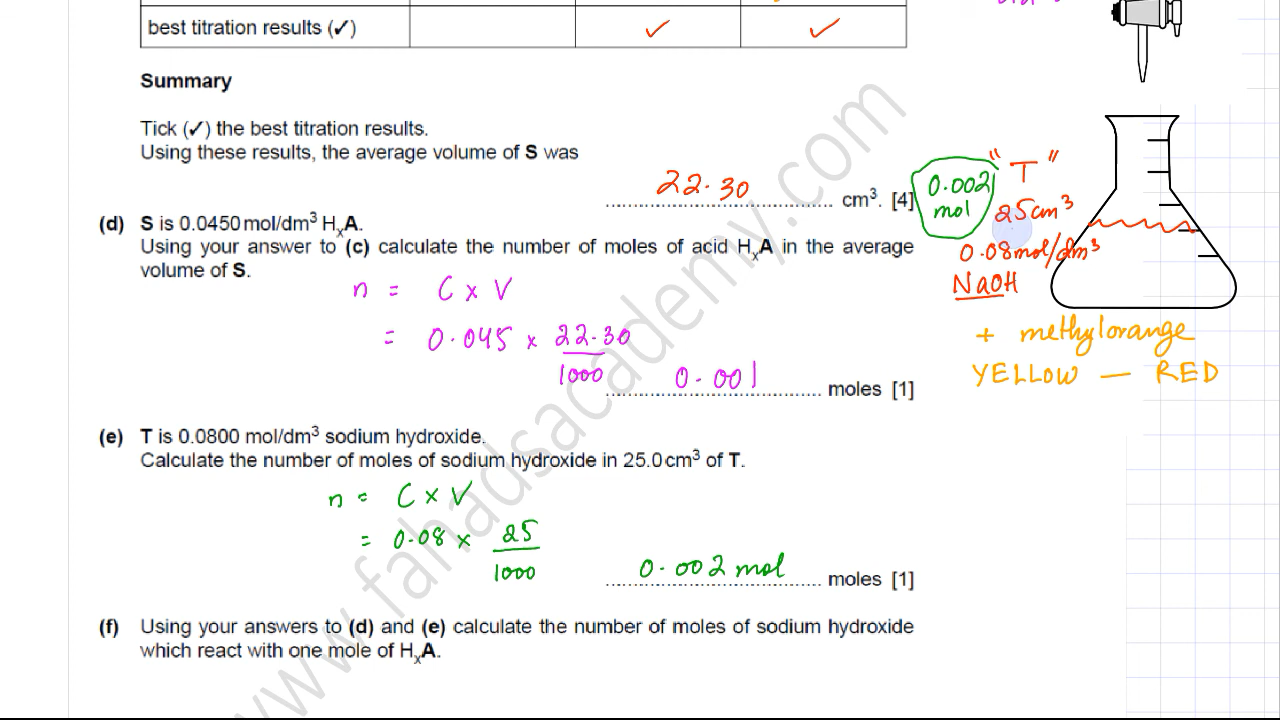 best titration results (✓) ✓ ✓
Summary
Tick (✓) the best titration results.
Using these results, the average volume of S was
22.30 cm³. [4]
(d) S is 0.0450 mol/dm³ HₓA.
Using your answer to (c) calculate the number of moles of acid HₓA in the average
volume of S.
n = C x V
= 0.045 x 22.30
1000
0.001 moles [1]
(e) T is 0.0800 mol/dm³ sodium hydroxide.
Calculate the number of moles of sodium hydroxide in 25.0 cm³ of T.
n = C x V
= 0.08 x 25
1000
0.002 mol moles [1]
(f) Using your answers to (d) and (e) calculate the number of moles of sodium hydroxide
which react with one mole of HₓA.
0.002
mol
"T"
25cm³
0.08mol/dm³
NaOH
+ methylorange
YELLOW — RED
www.fahadsacademy.com